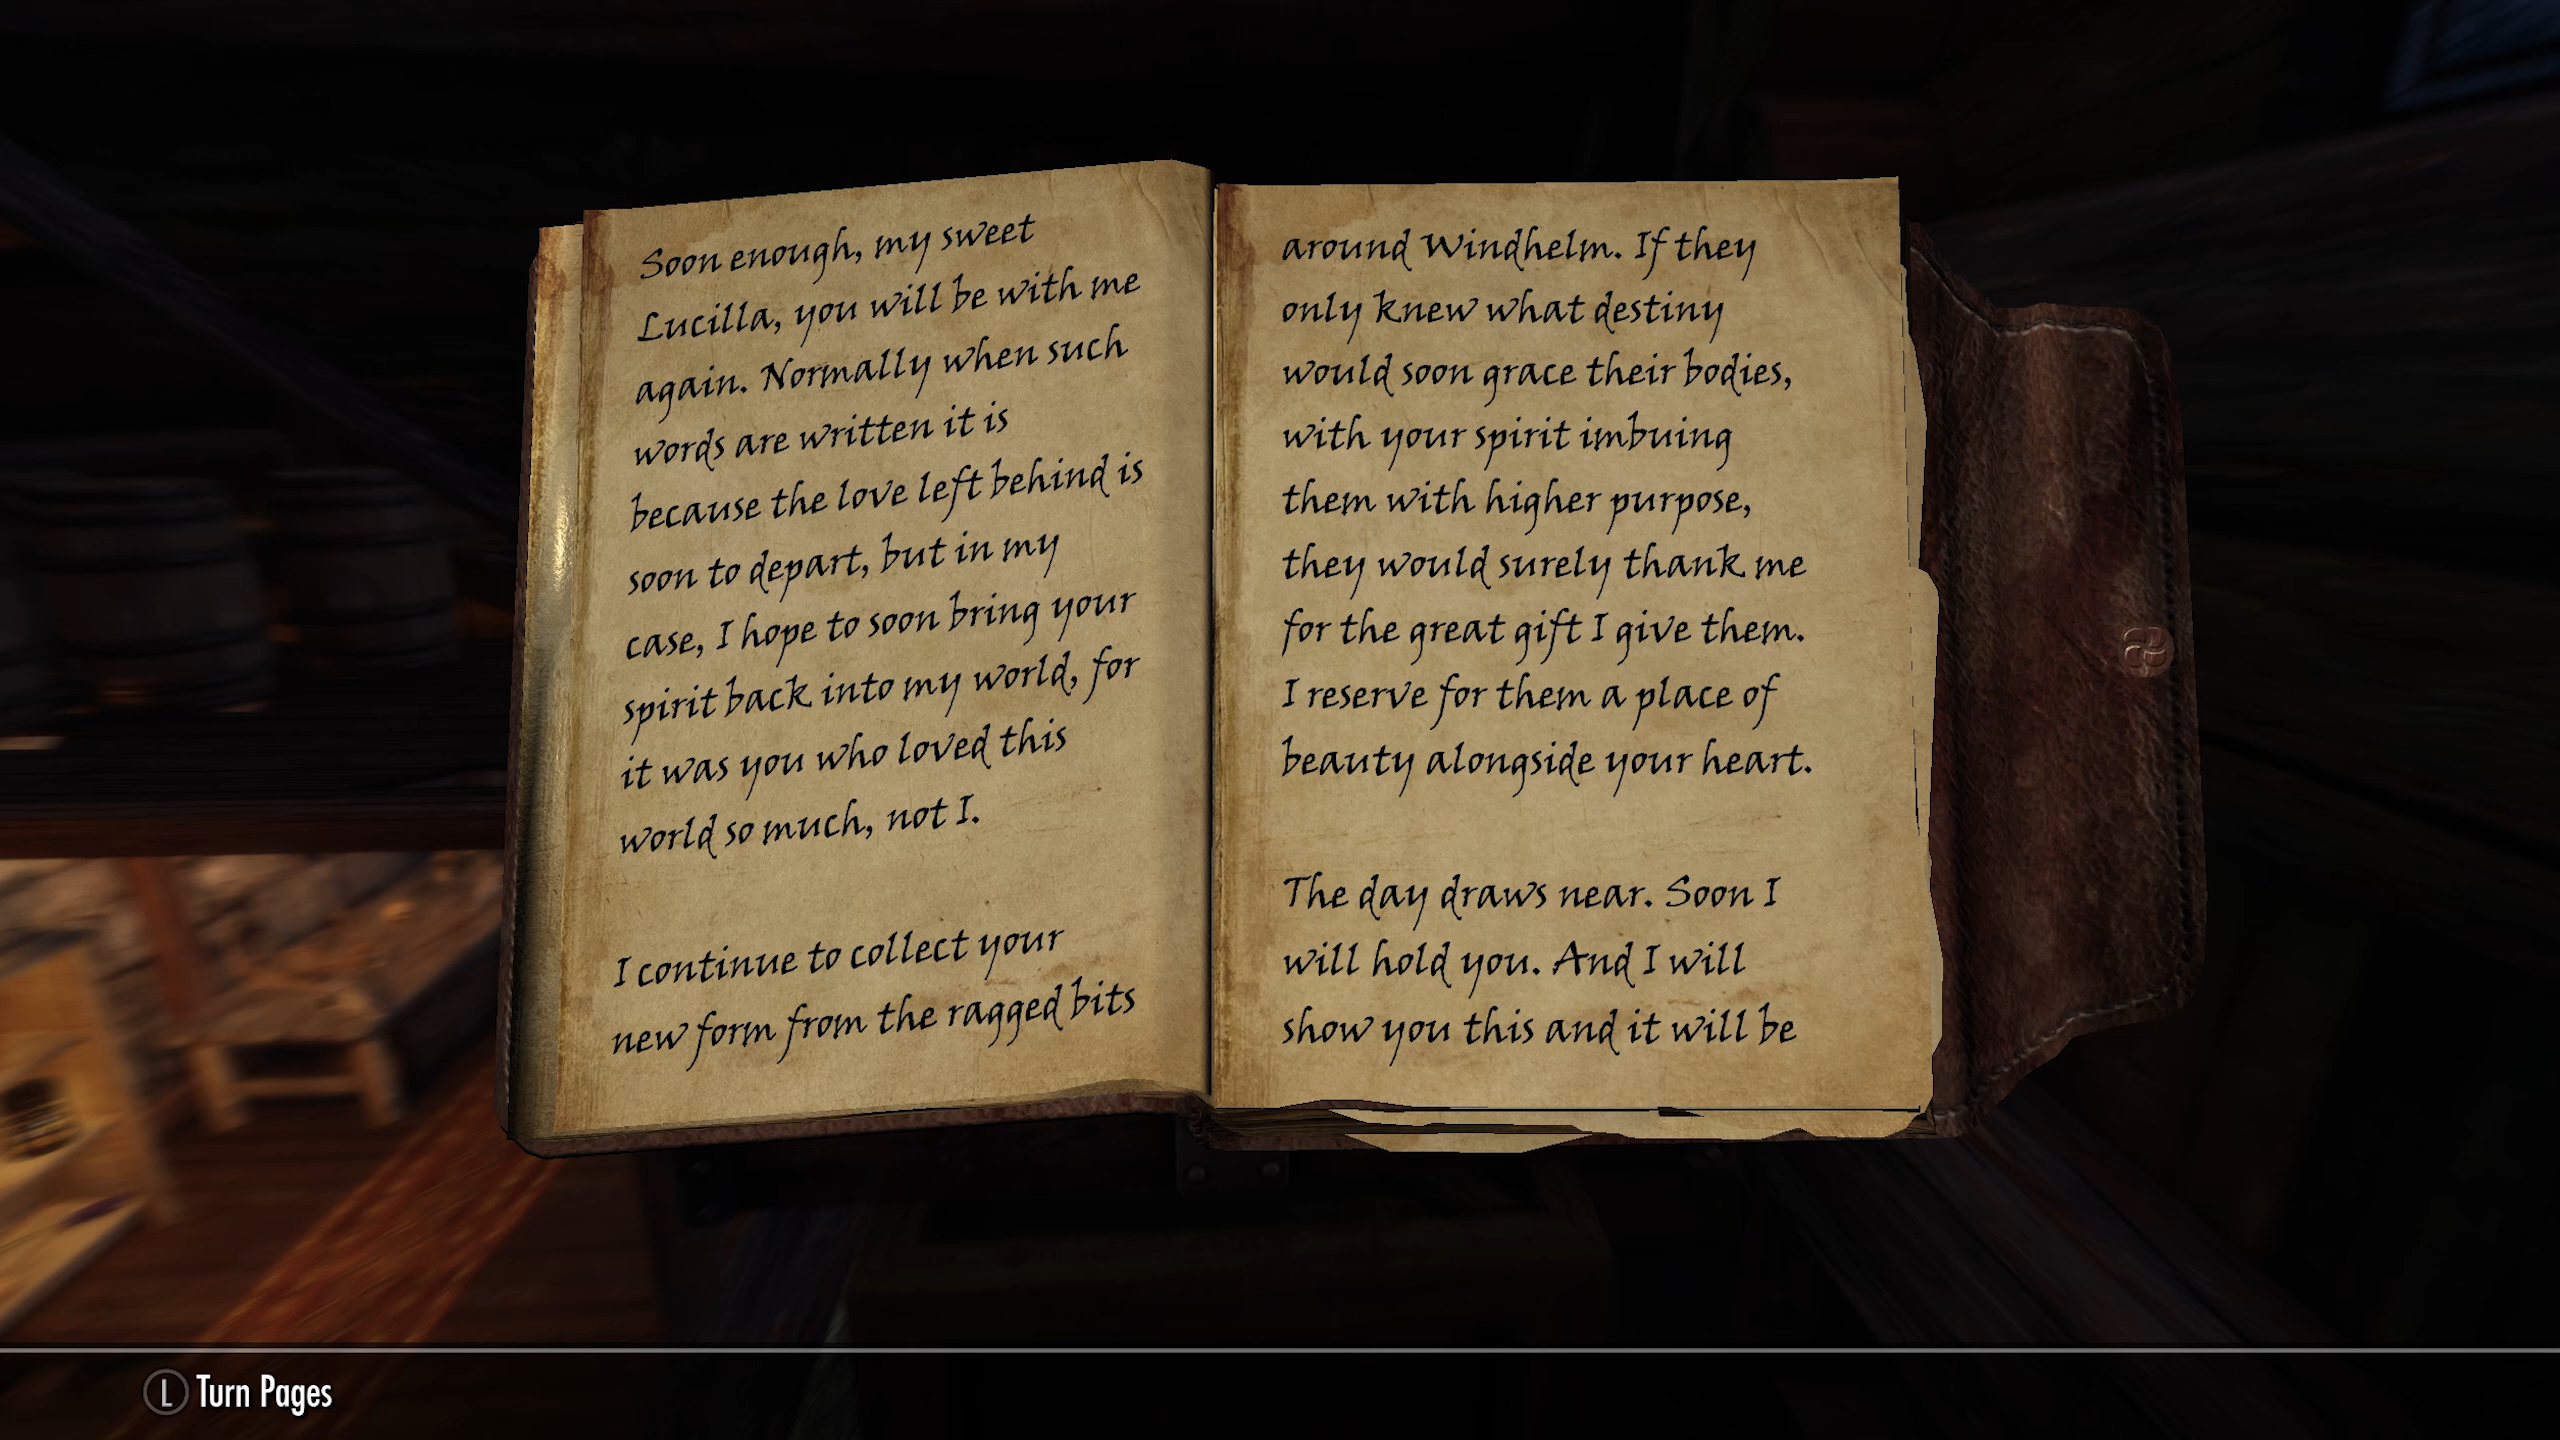 Soon enough, my sweet
Lucilla, you will be with me
again. Normally when such
words are written it is
because the love left behind is
soon to depart, but in my
case, I hope to soon bring your
spirit back into my world, for
it was you who loved this
world so much, not I.
I continue to collect your
new form from the ragged bits
around Windhelm. If they
only knew what destiny
would soon grace their bodies,
with your spirit imbuing
them with higher purpose,
they would surely thank me
for the great gift I give them.
I reserve for them a place of
beauty alongside your heart.
The day draws near. Soon I
will hold you. And I will
show you this and it will be
L Turn Pages